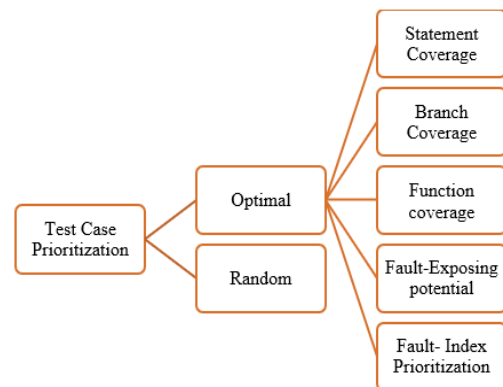 Test Case
Prioritization
Optimal
Random
Statement
Coverage
Branch
Coverage
Function
coverage
Fault-Exposing
potential
Fault- Index
Prioritization